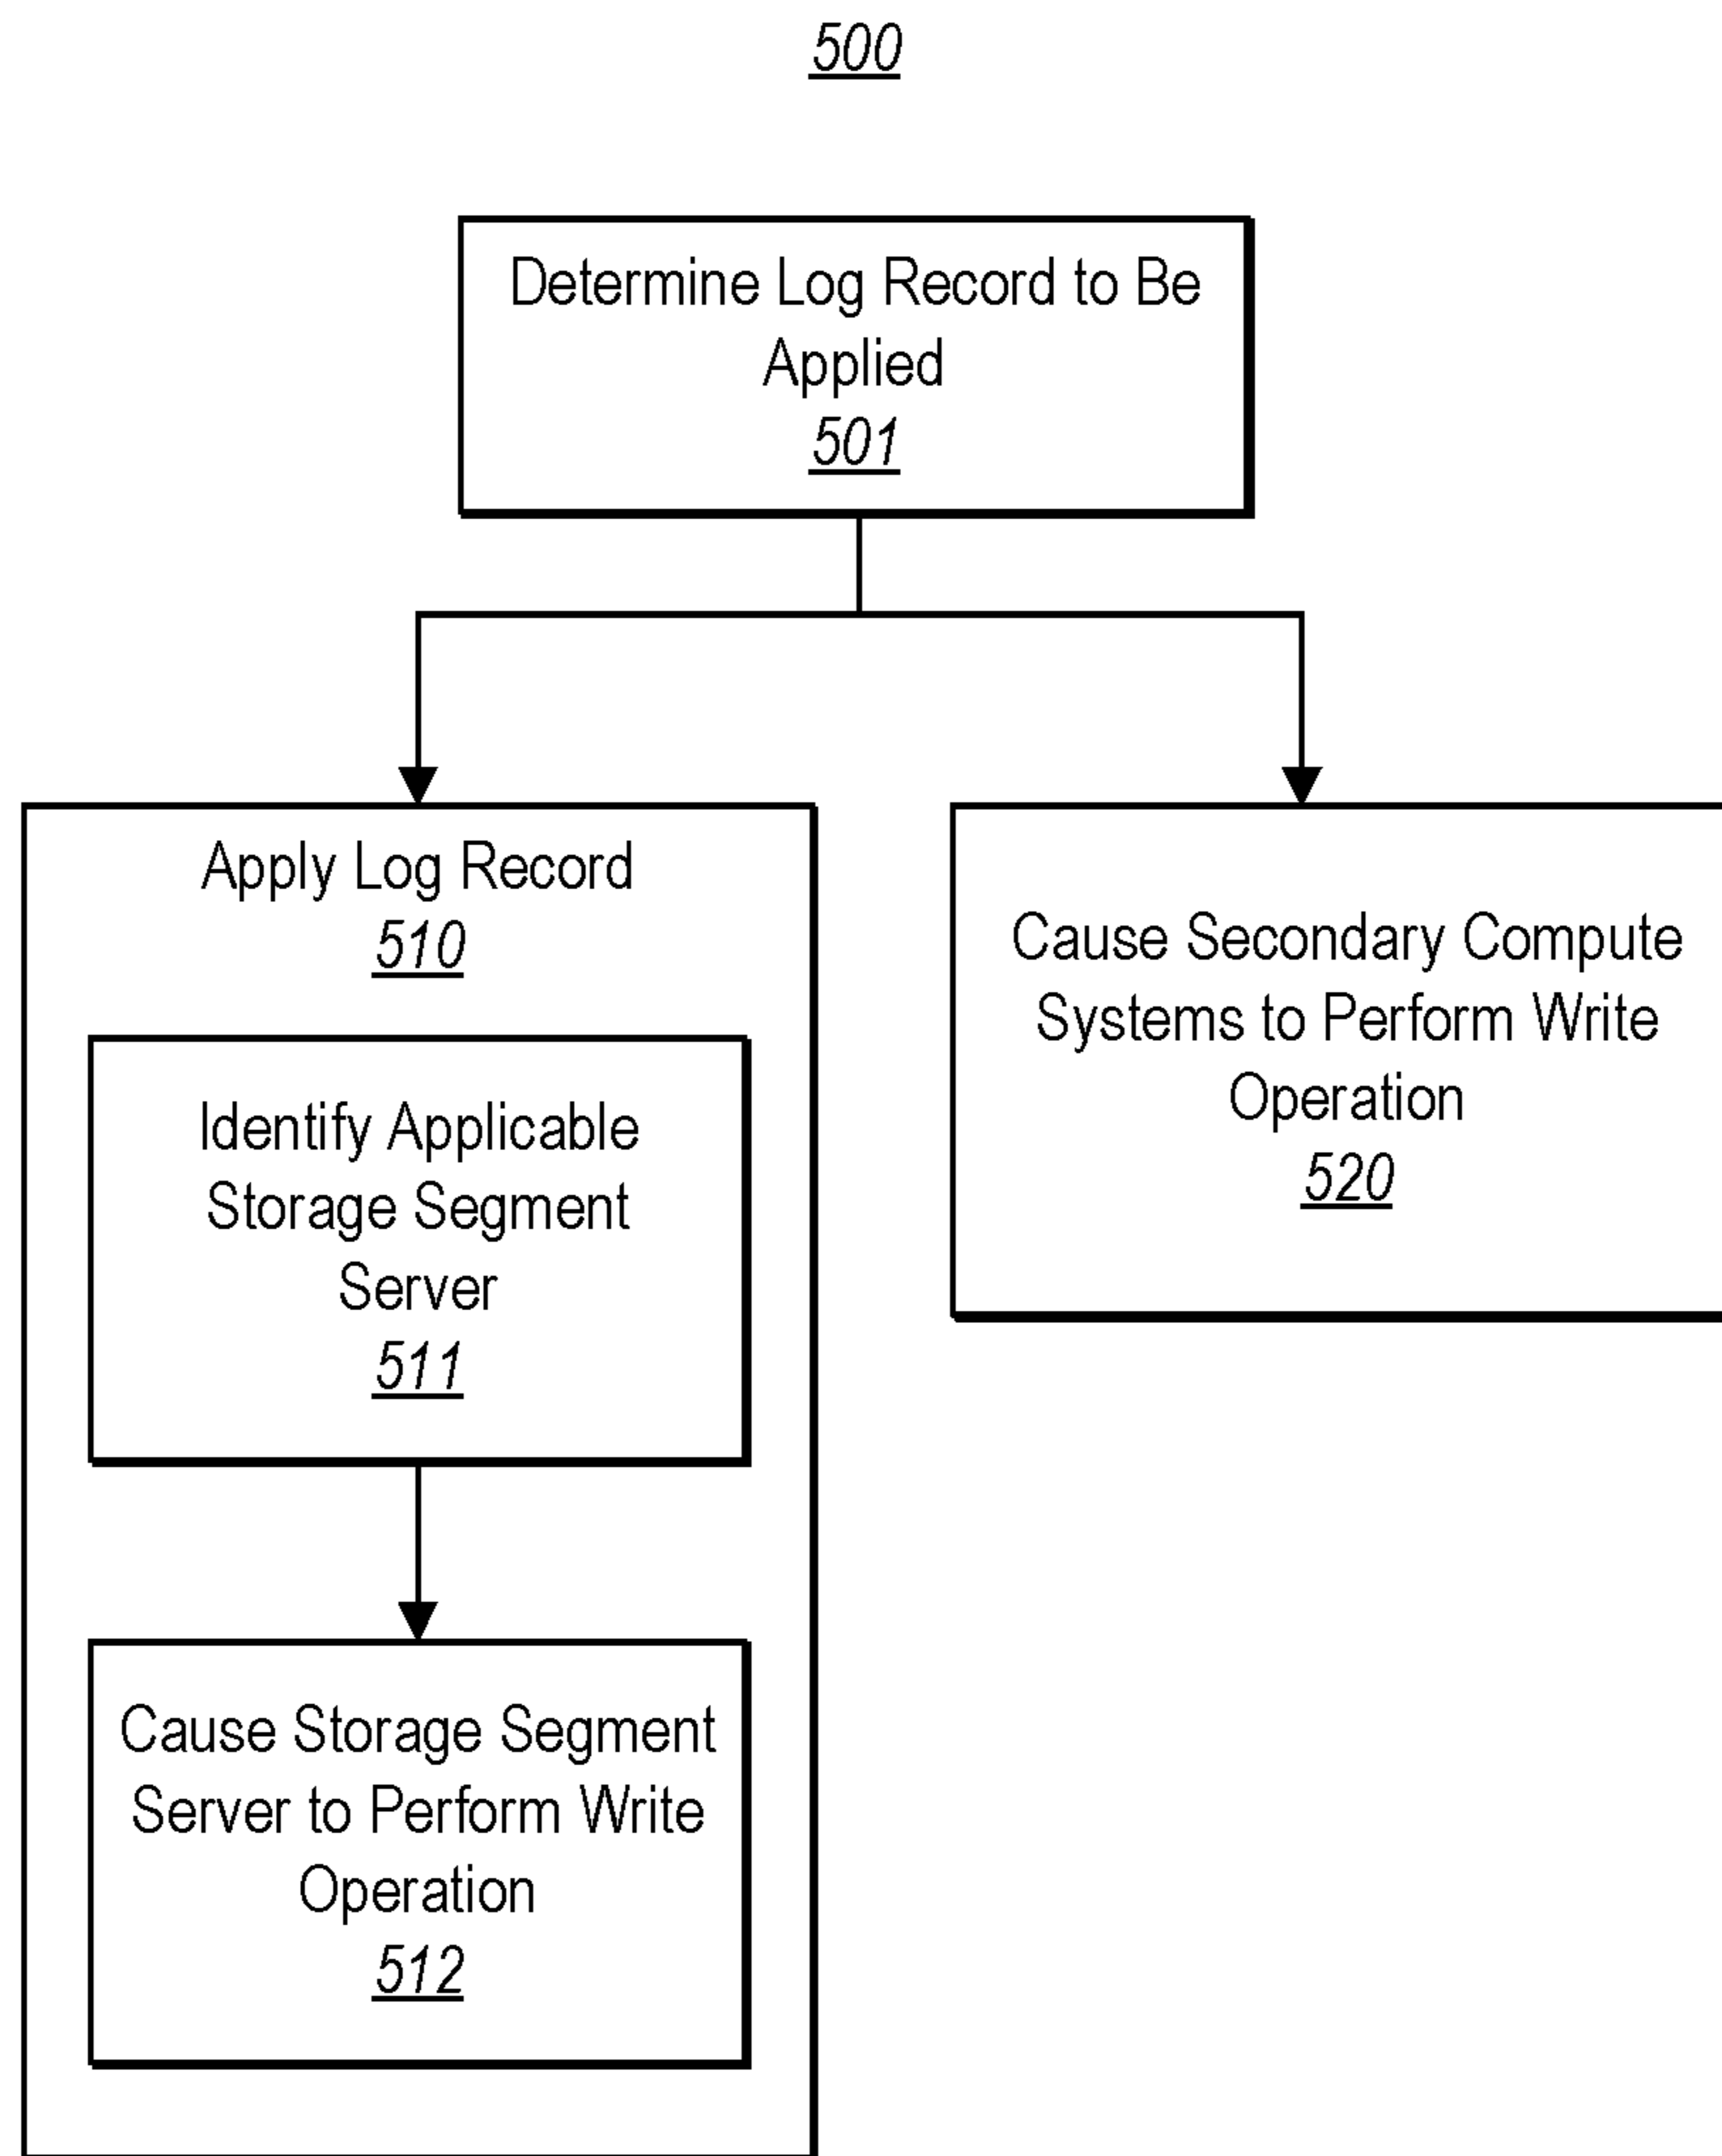 500
Determine Log Record to Be
Applied
501
Apply Log Record
510
Identify Applicable
Storage Segment
Server
511
Cause Storage Segment
Server to Perform Write
Operation
512
Cause Secondary Compute
Systems to Perform Write
Operation
520